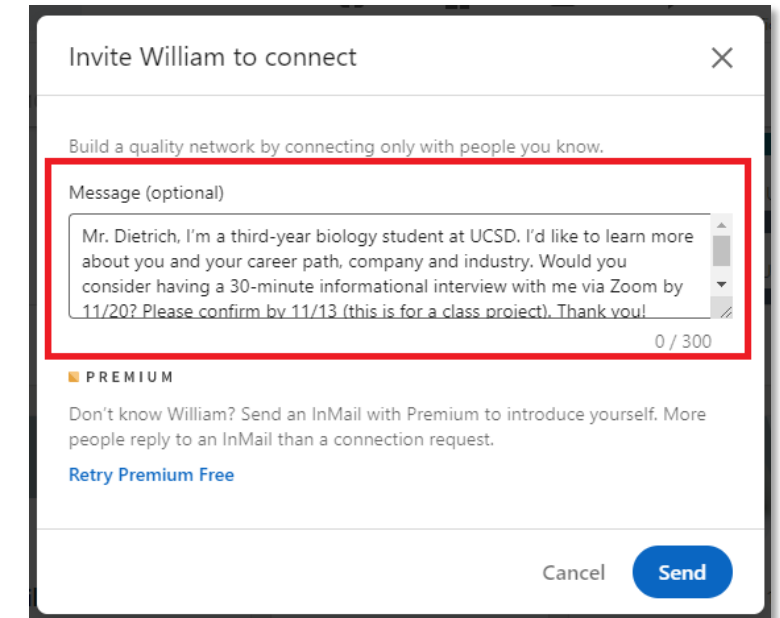 Invite William to connect
Build a quality network by connecting only with people you know.
Message (optional)
Mr. Dietrich, I'm a third-year biology student at UCSD. I'd like to learn more
about you and your career path, company and industry. Would you
consider having a 30-minute informational interview with me via Zoom by
11/20? Please confirm by 11/13 (this is for a class project). Thank you!
0 / 300
PREMIUM
Don't know William? Send an InMail with Premium to introduce yourself. More
people reply to an InMail than a connection request.
Retry Premium Free
Cancel Send